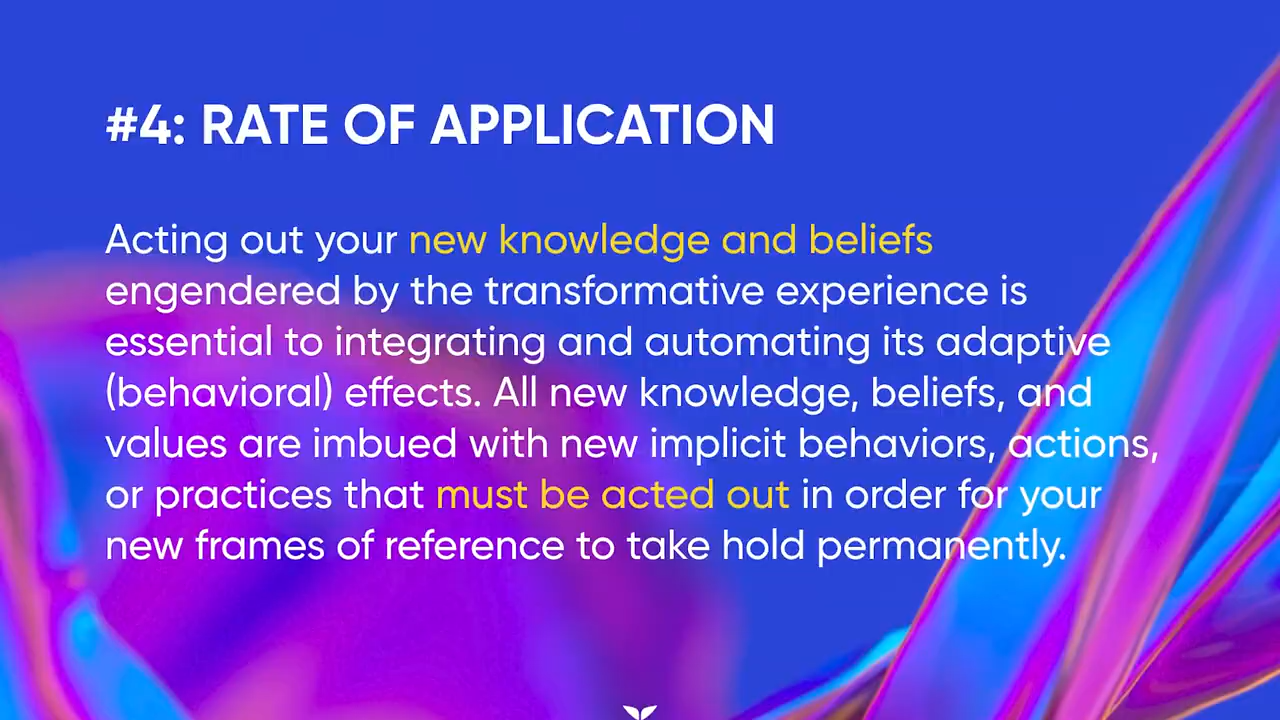 #4: RATE OF APPLICATION
Acting out your new knowledge and beliefs
engendered by the transformative experience is
essential to integrating and automating its adaptive
(behavioral) effects. All new knowledge, beliefs, and
values are imbued with new implicit behaviors, actions,
or practices that must be acted out in order for your
new frames of reference to take hold permanently.